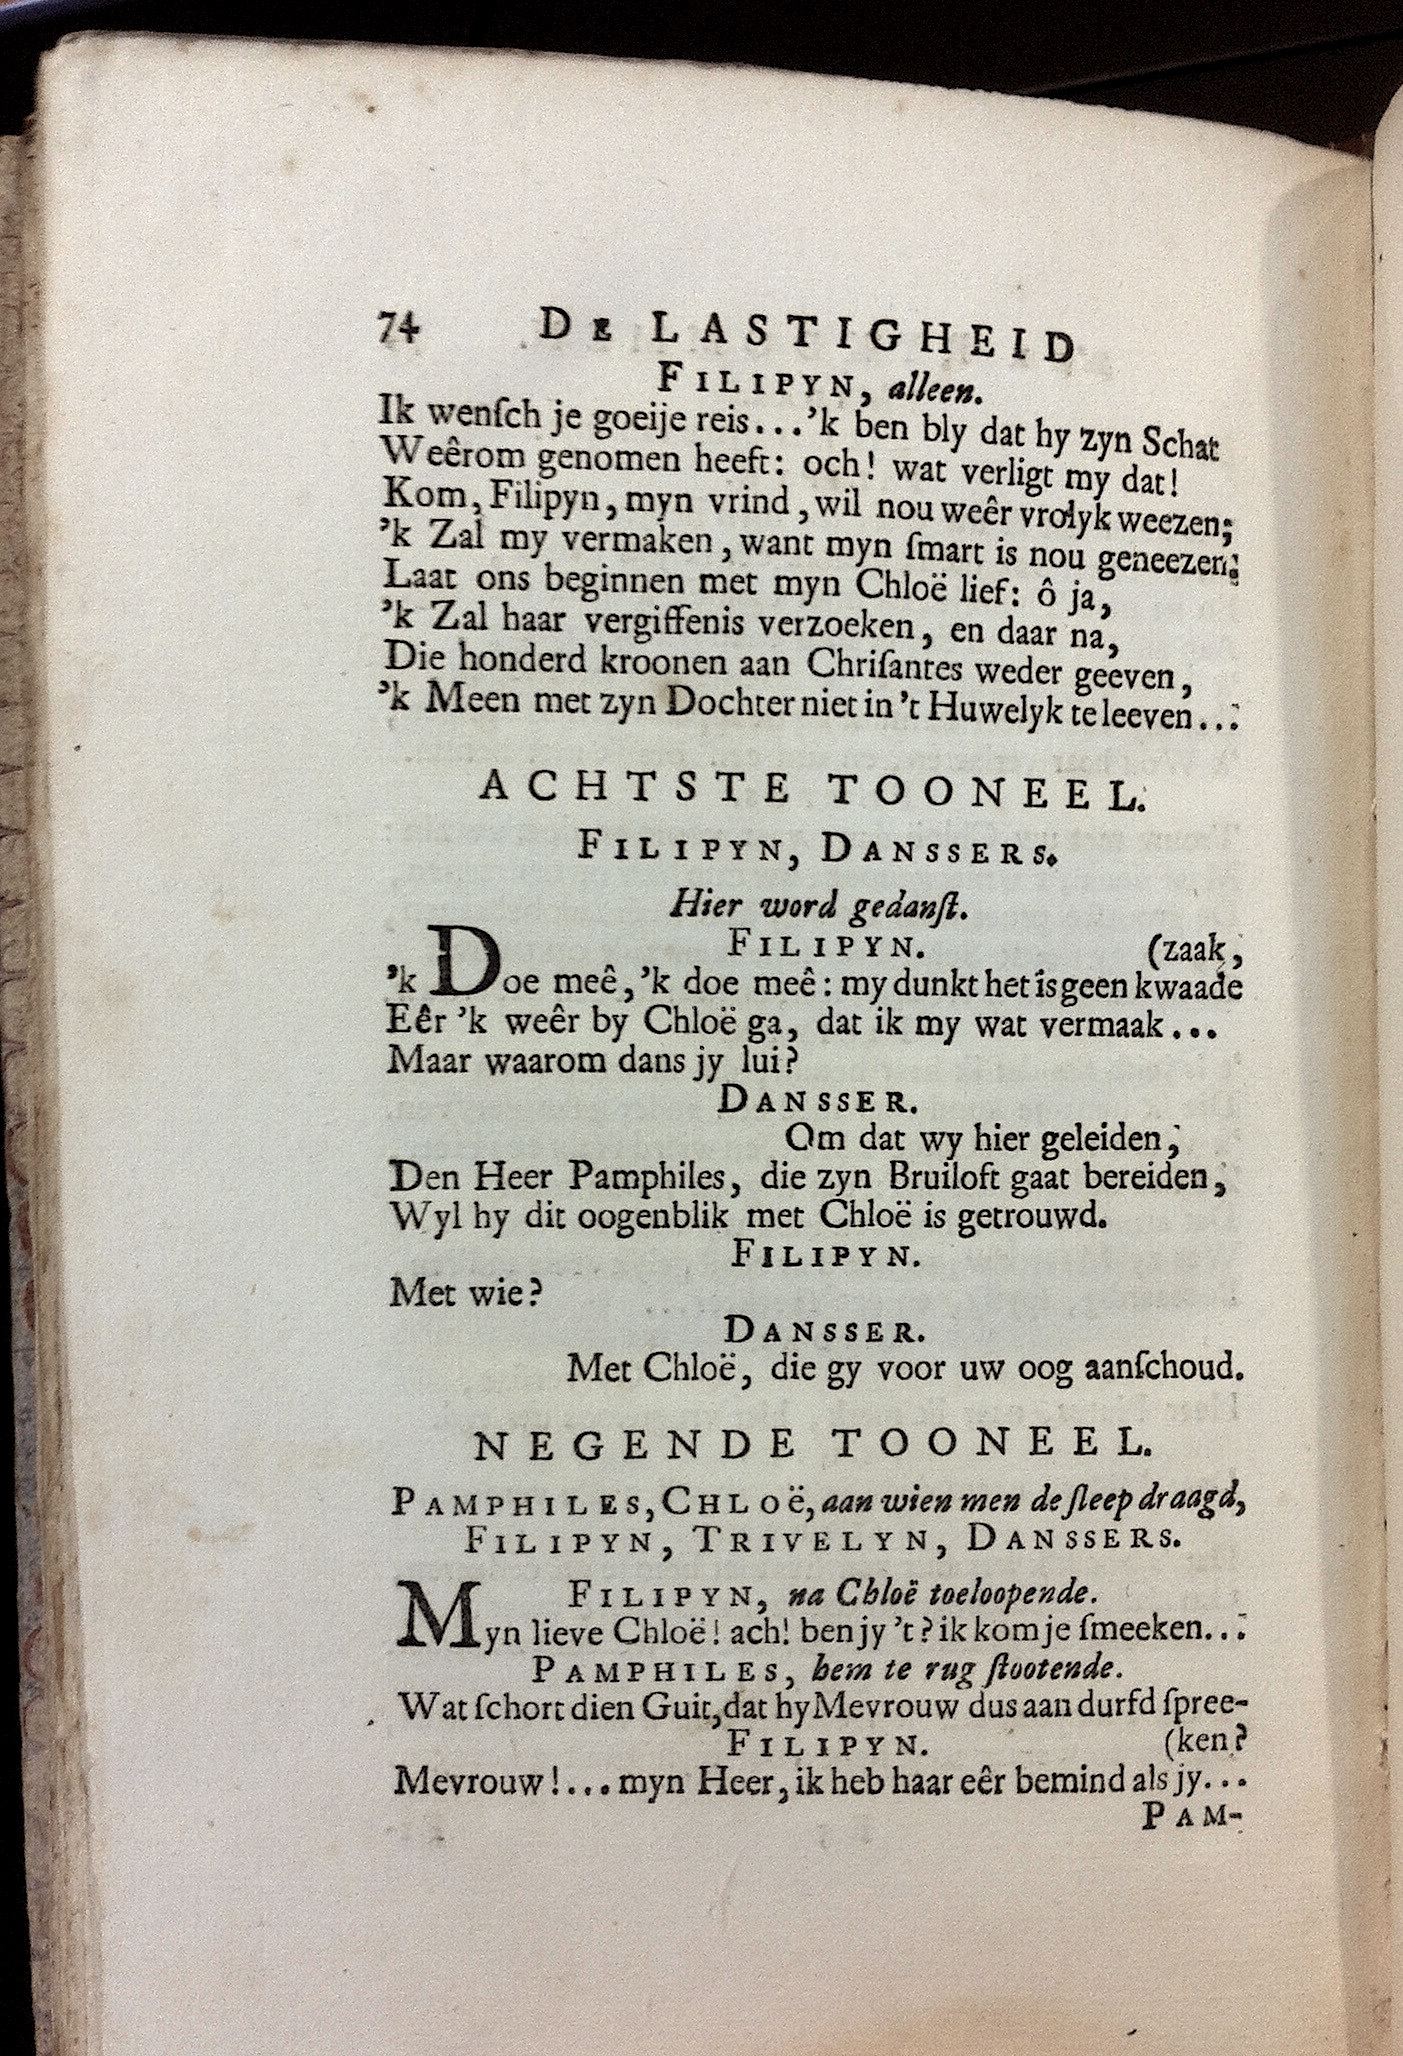 74 DE LASTIGHEID
FILIPYN, alleen.
Ik wenſch je goeije reis...'k ben bly dat hy zyn Schat
Weêrom genomen heeft: och! wat verligt my dat!
Kom, Filipyn, myn vrind, wil nou weêr vrolyk weezen;
'k Zal my vermaken, want myn ſmart is nou geneezen;
Laat ons beginnen met myn Chloë lief: ô ja,
'k Zal haar vergiffenis verzoeken, en daar na,
Die honderd kroonen aan Chriſantes weder geeven,
'k Meen met zyn Dochter niet in 't Huwelyk te leeven...
ACHTSTE TOONEEL.
FILIPYN, DANSSERS.
Hier word gedanſt.
FILIPYN. (zaak,
'k Doe meê, 'k doe meê: my dunkt het is geen kwaade
Eêr 'k weêr by Chloë ga, dat ik my wat vermaak...
Maar waarom dans jy lui?
DANSSER.
Om dat wy hier geleiden,
Den Heer Pamphiles, die zyn Bruiloft gaat bereiden,
Wyl hy dit oogenblik met Chloë is getrouwd.
FILIPYN.
Met wie?
DANSSER.
Met Chloë, die gy voor uw oog aanſchoud.
NEGENDE TOONEEL.
PAMPHILES, CHLOë, aan wien men de ſleep draagd,
FILIPYN, TRIVELYN, DANSSERS.
FILIPYN, na Chloë toeloopende.
Myn lieve Chloë! ach! ben jy 't? ik kom je ſmeeken...
PAMPHILES, hem te rug ſtootende.
Wat ſchort dien Guit, dat hy Mevrouw dus aan durfd ſpree-
FILIPYN. (ken?
Mevrouw!...myn Heer, ik heb haar eêr bemind als jy...
PAM-